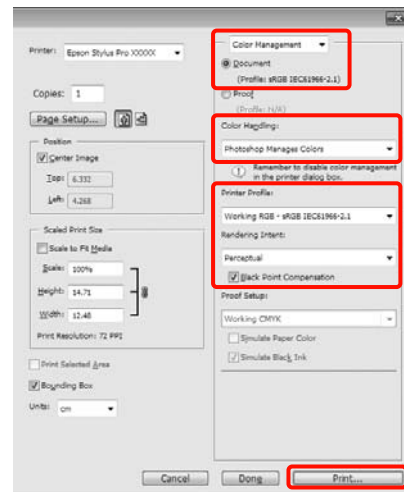 Printer: Epson Stylus Pro XXXXX
Copies: 1
Page Setup...
Position
Center Image
Top: 6.332
Left: 4.268
Scaled Print Size
Scale to Fit Media
Scale: 100%
Height: 14.71
Width: 12.48
Print Resolution: 72 PPI
Print Selected Area
Bounding Box
Units: cm
Color Management
Document
(Profile: sRGB IEC61966-2.1)
Proof
(Profile: N/A)
Color Handling:
Photoshop Manages Colors
Remember to disable color management
in the printer dialog box.
Printer Profile:
Working RGB - sRGB IEC61966-2.1
Rendering Intent:
Perceptual
Black Point Compensation
Proof Setup:
Working CMYK
Simulate Paper Color
Simulate Black Ink
Cancel
Done
Print...